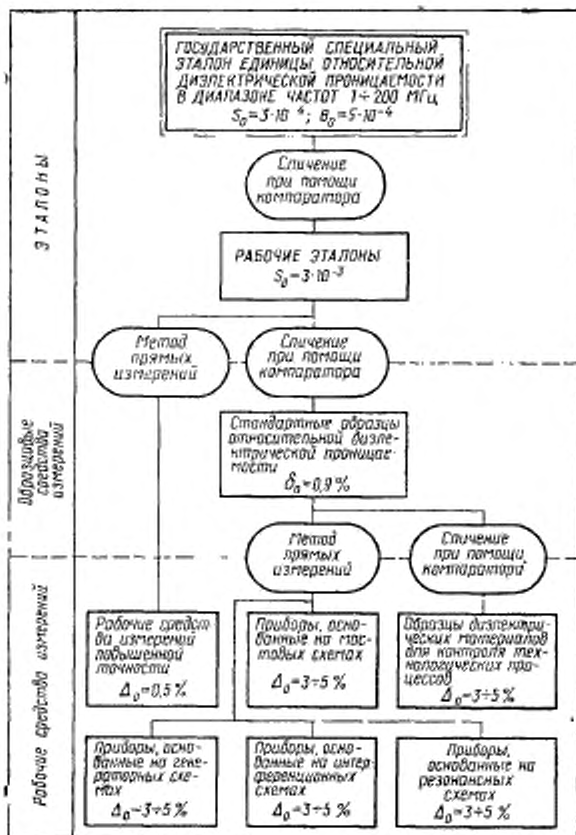 ГОСУДАРСТВЕННЫЙ СПЕЦИАЛЬНЫЙ
ЭТАЛОН ЕДИНИЦЫ ОТНОСИТЕЛЬНОЙ
ДИЭЛЕКТРИЧЕСКОЙ ПРОНИЦАЕМОСТИ
В ДИАПАЗОНЕ ЧАСТОТ 1÷200 МГц
S₀=3·10⁻⁴; Θ₀=5·10⁻⁴
Сличение
при помощи
компаратора
ЭТАЛОНЫ
РАБОЧИЕ ЭТАЛОНЫ
S₀=3·10⁻³
Метод
прямых
измерений
Сличение
при помощи
компаратора
Образцовые
средства
измерений
Стандартные образцы
относительной диэлек-
трической проницае-
мости
δ₀=0,9%
Метод
прямых
измерений
Сличение
при помощи
компаратора
Рабочие средства измерений
Рабочие средст-
ва измерений
повышенной
точности
Δ₀=0,5%
Приборы, осно-
ванные на мос-
товых схемах
Δ₀=3÷5%
Образцы диэлектри-
ческих материалов
для контроля тех-
нологических про-
цессов
Δ₀=3÷5%
Приборы, осно-
ванные на гене-
раторных схе-
мах
Δ₀=3÷5%
Приборы, осно-
ванные на интер-
ференционных
схемах
Δ₀=3÷5%
Приборы,
основанные на
резонансных
схемах
Δ₀=3÷5%